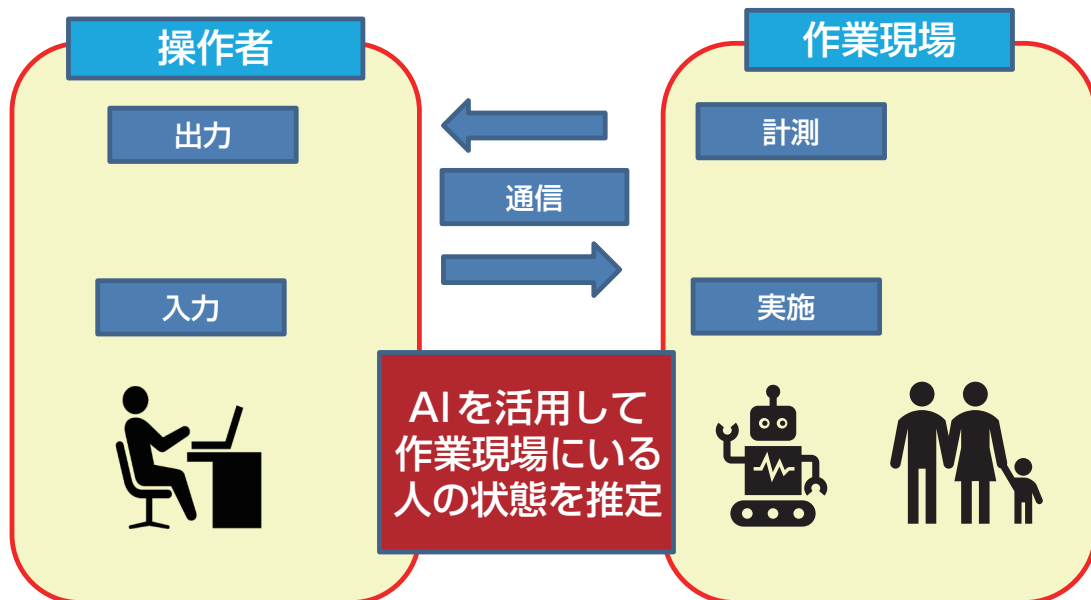 操作者
作業現場
出力
計測
通信
入力
実施
AIを活用して
作業現場にいる
人の状態を推定